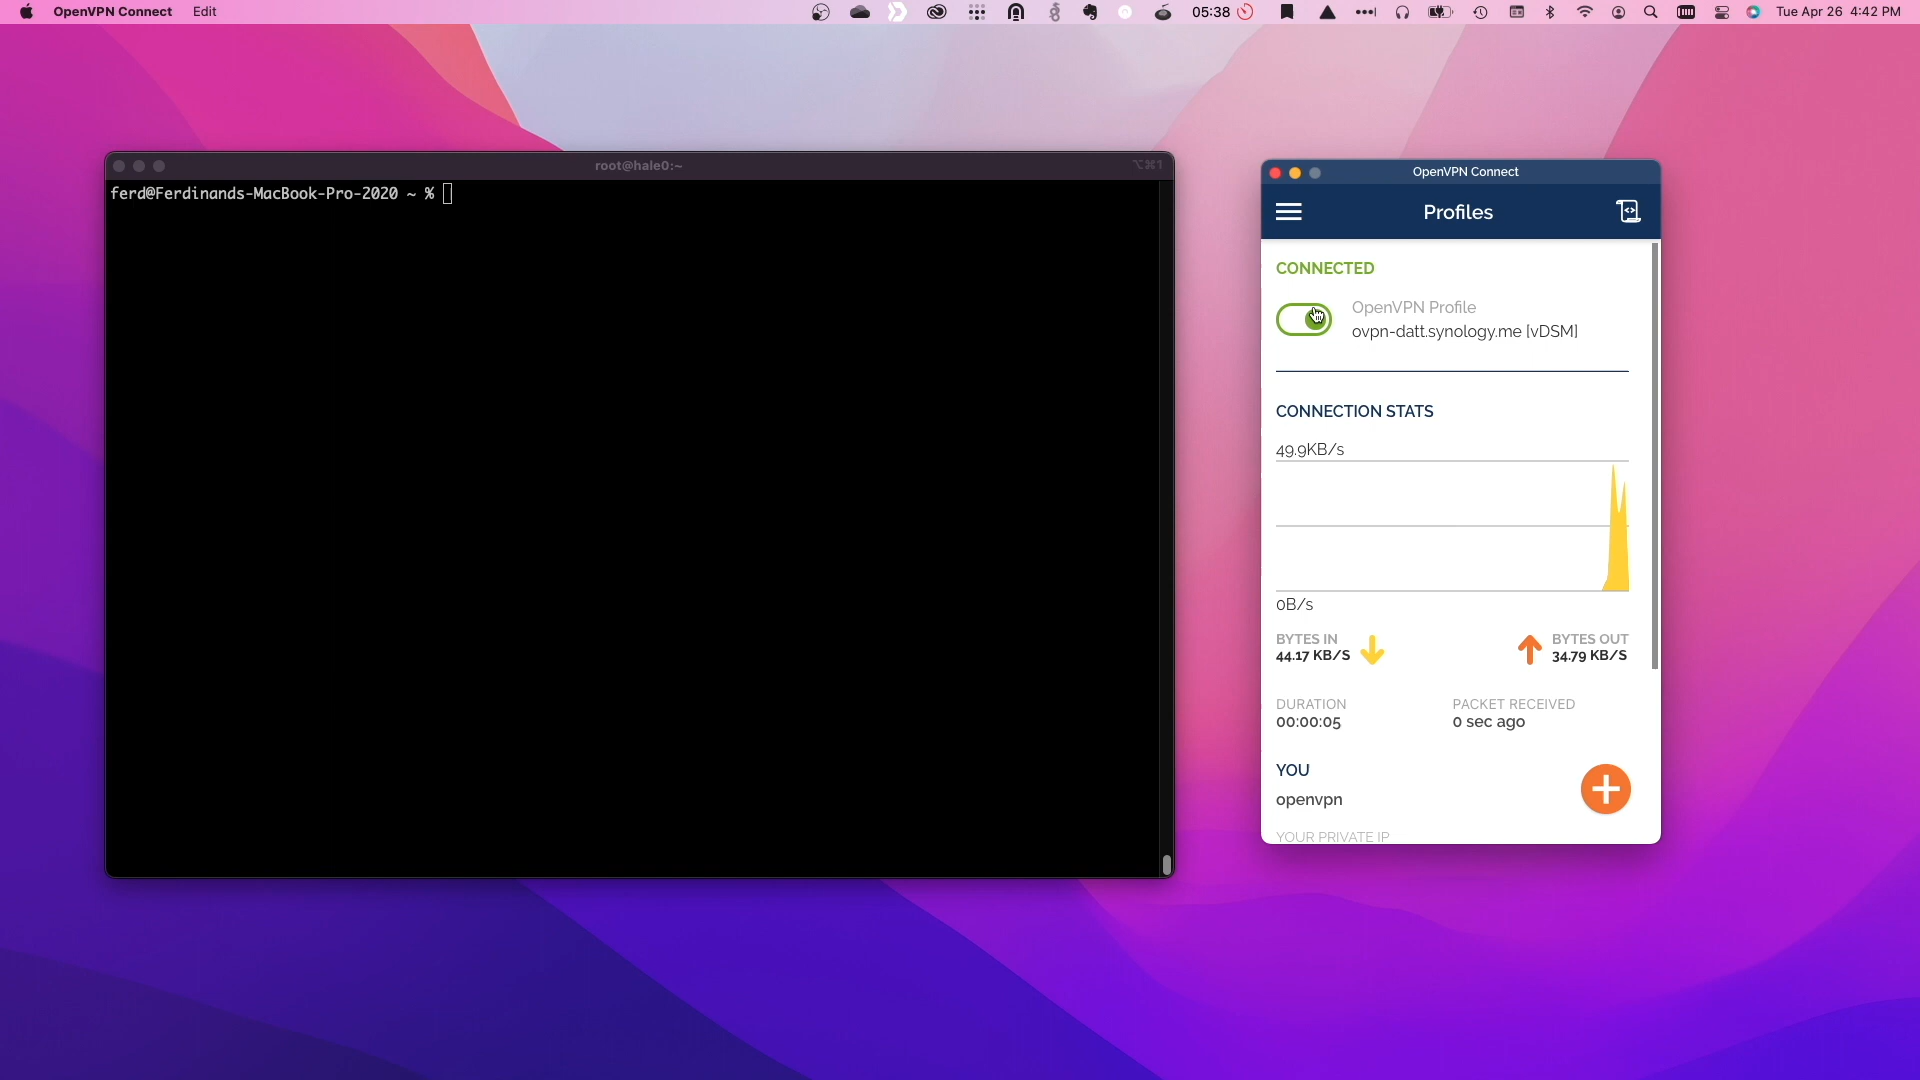 OpenVPN Connect Edit 05:38 Tue Apr 26 4:42 PM
root@hale0:~ ⌥⌘1
ferd@Ferdinands-MacBook-Pro-2020 ~ %
OpenVPN Connect
Profiles
CONNECTED
OpenVPN Profile
ovpn-datt.synology.me [vDSM]
CONNECTION STATS
49.9KB/s
0B/s
BYTES IN
44.17 KB/S
BYTES OUT
34.79 KB/S
DURATION
00:00:05
PACKET RECEIVED
0 sec ago
YOU
openvpn
YOUR PRIVATE IP